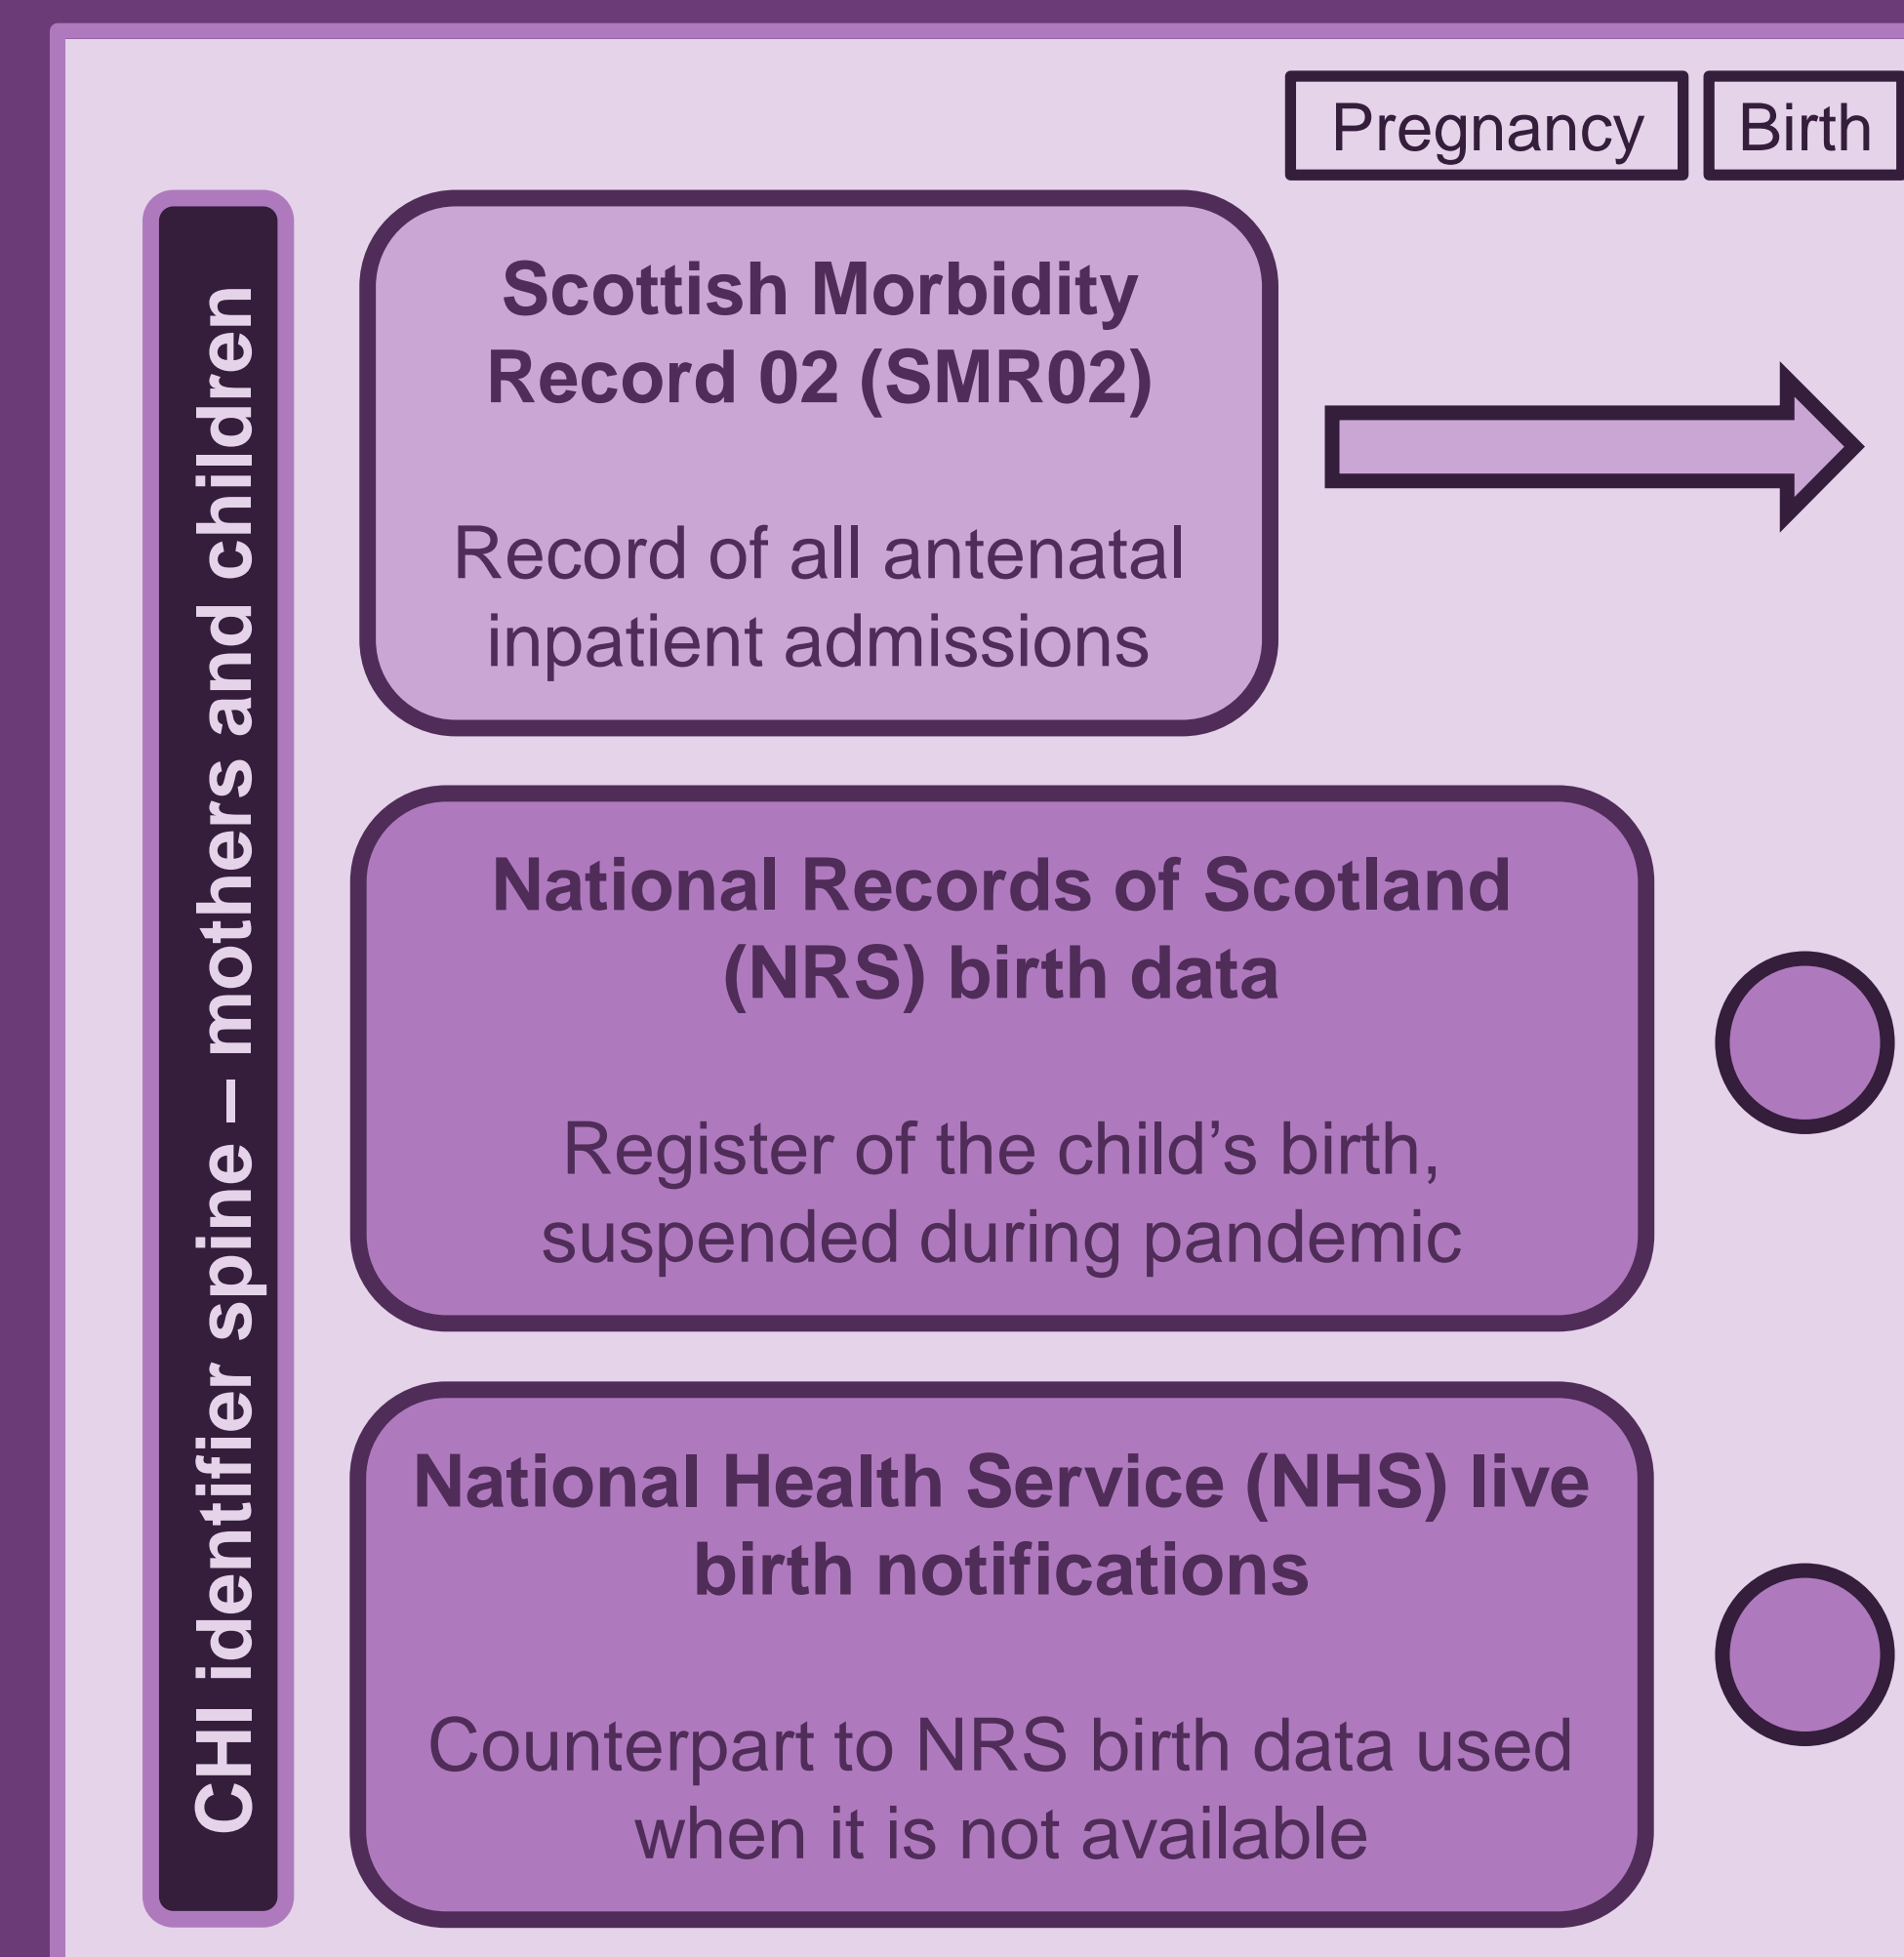 Pregnancy
Birth
CHI identifier spine – mothers and children
Scottish Morbidity
Record 02 (SMR02)
Record of all antenatal
inpatient admissions
National Records of Scotland
(NRS) birth data
Register of the child’s birth,
suspended during pandemic
National Health Service (NHS) live
birth notifications
Counterpart to NRS birth data used
when it is not available